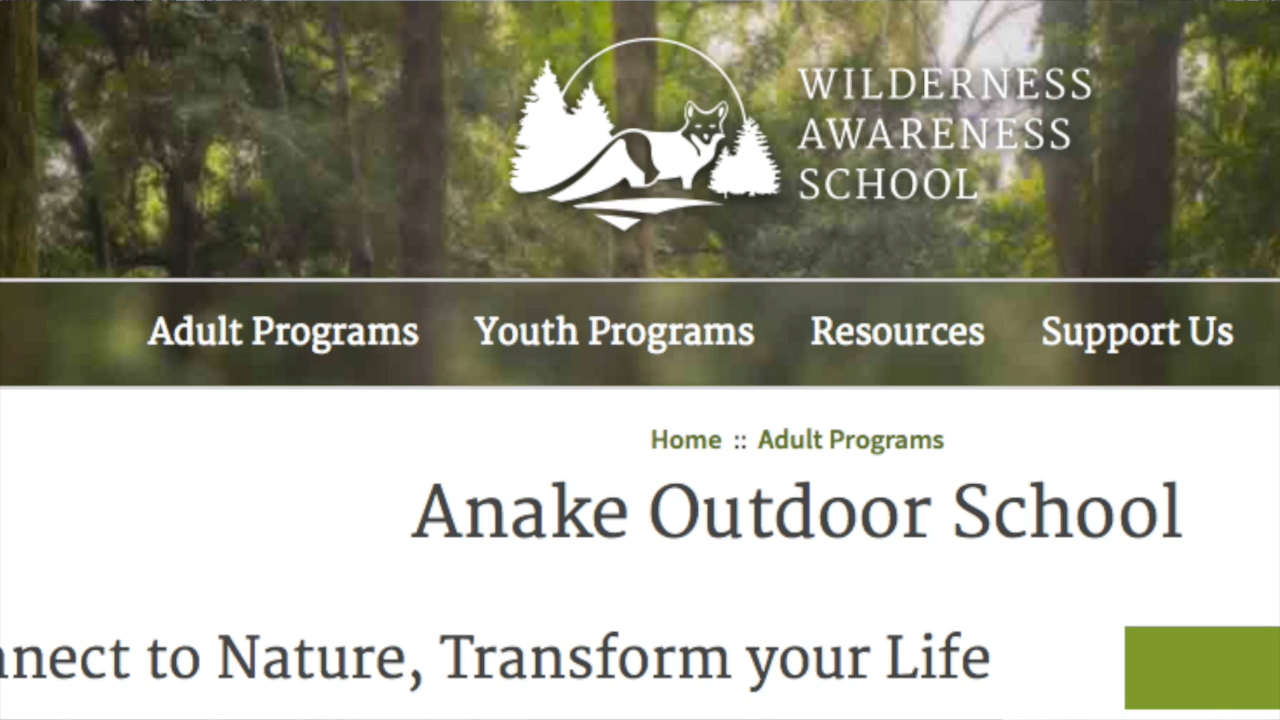 WILDERNESS
AWARENESS
SCHOOL
Adult Programs Youth Programs Resources Support Us
Home :: Adult Programs
Anake Outdoor School
nnect to Nature, Transform your Life